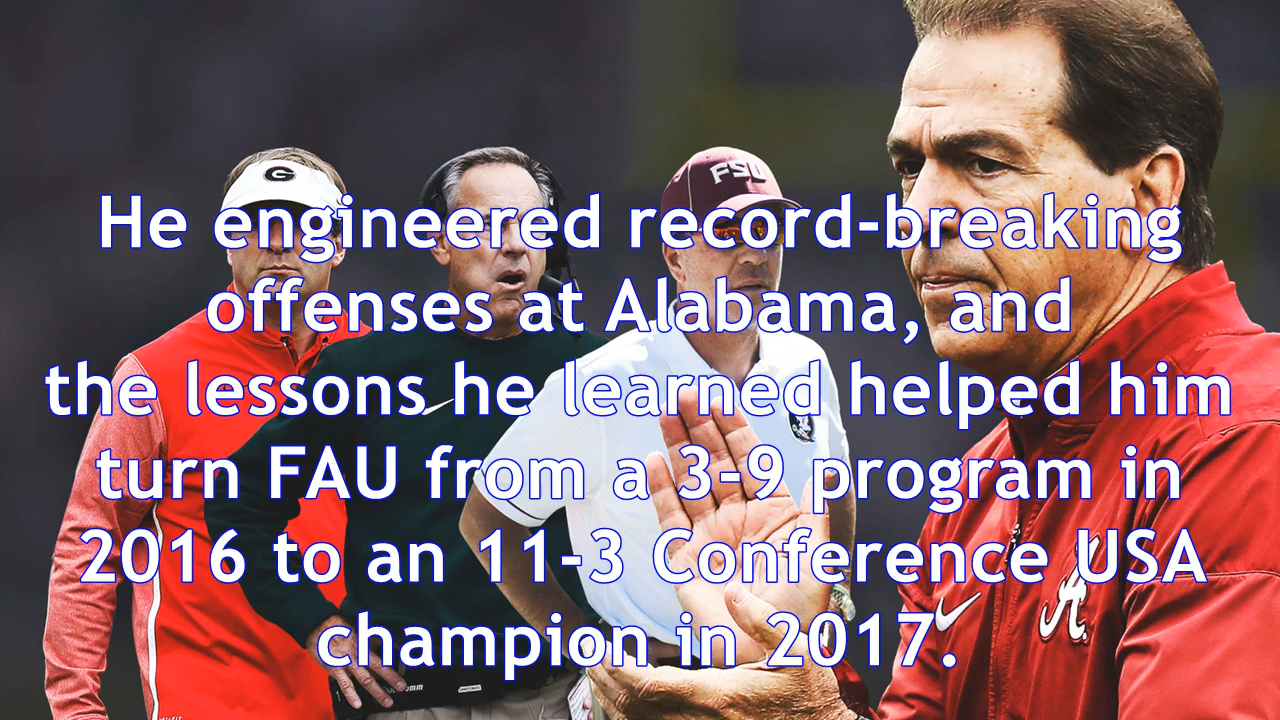 G
FSU
He engineered record-breaking
offenses at Alabama, and
the lessons he learned helped him
turn FAU from a 3-9 program in
2016 to an 11-3 Conference USA
champion in 2017.
A